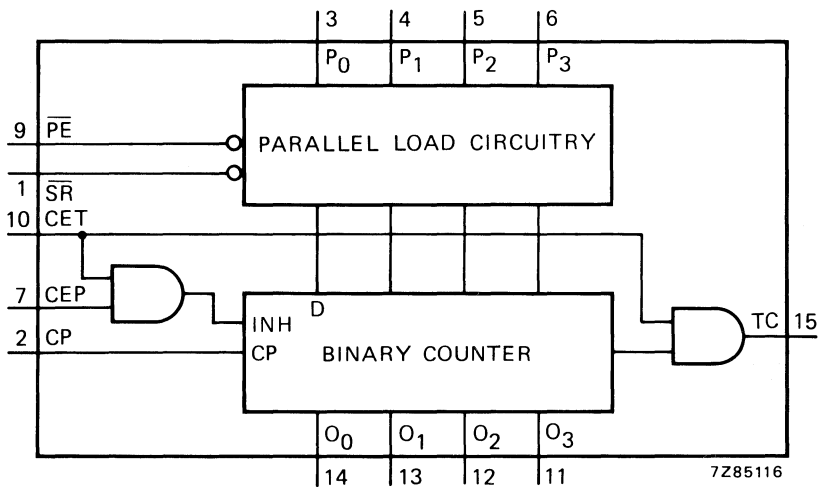 3 4 5 6
P0 P1 P2 P3
9 PE
PARALLEL LOAD CIRCUITRY
1 SR
10 CET
7 CEP
D
INH
2 CP
CP BINARY COUNTER
TC 15
O0 O1 O2 O3
14 13 12 11
7Z85116